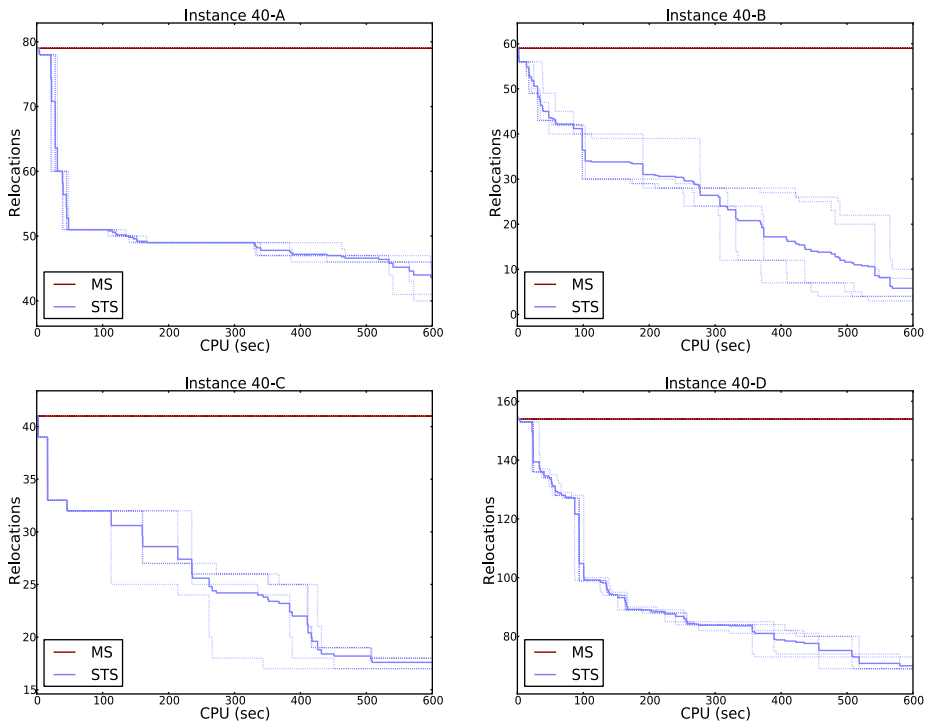 Instance 40-A
80
70
60
50
40
Relocations
MS
STS
0 100 200 300 400 500 600
CPU (sec)
Instance 40-B
60
50
40
30
20
10
0
Relocations
MS
STS
0 100 200 300 400 500 600
CPU (sec)
Instance 40-C
40
35
30
25
20
15
Relocations
MS
STS
0 100 200 300 400 500 600
CPU (sec)
Instance 40-D
160
140
120
100
80
Relocations
MS
STS
0 100 200 300 400 500 600
CPU (sec)